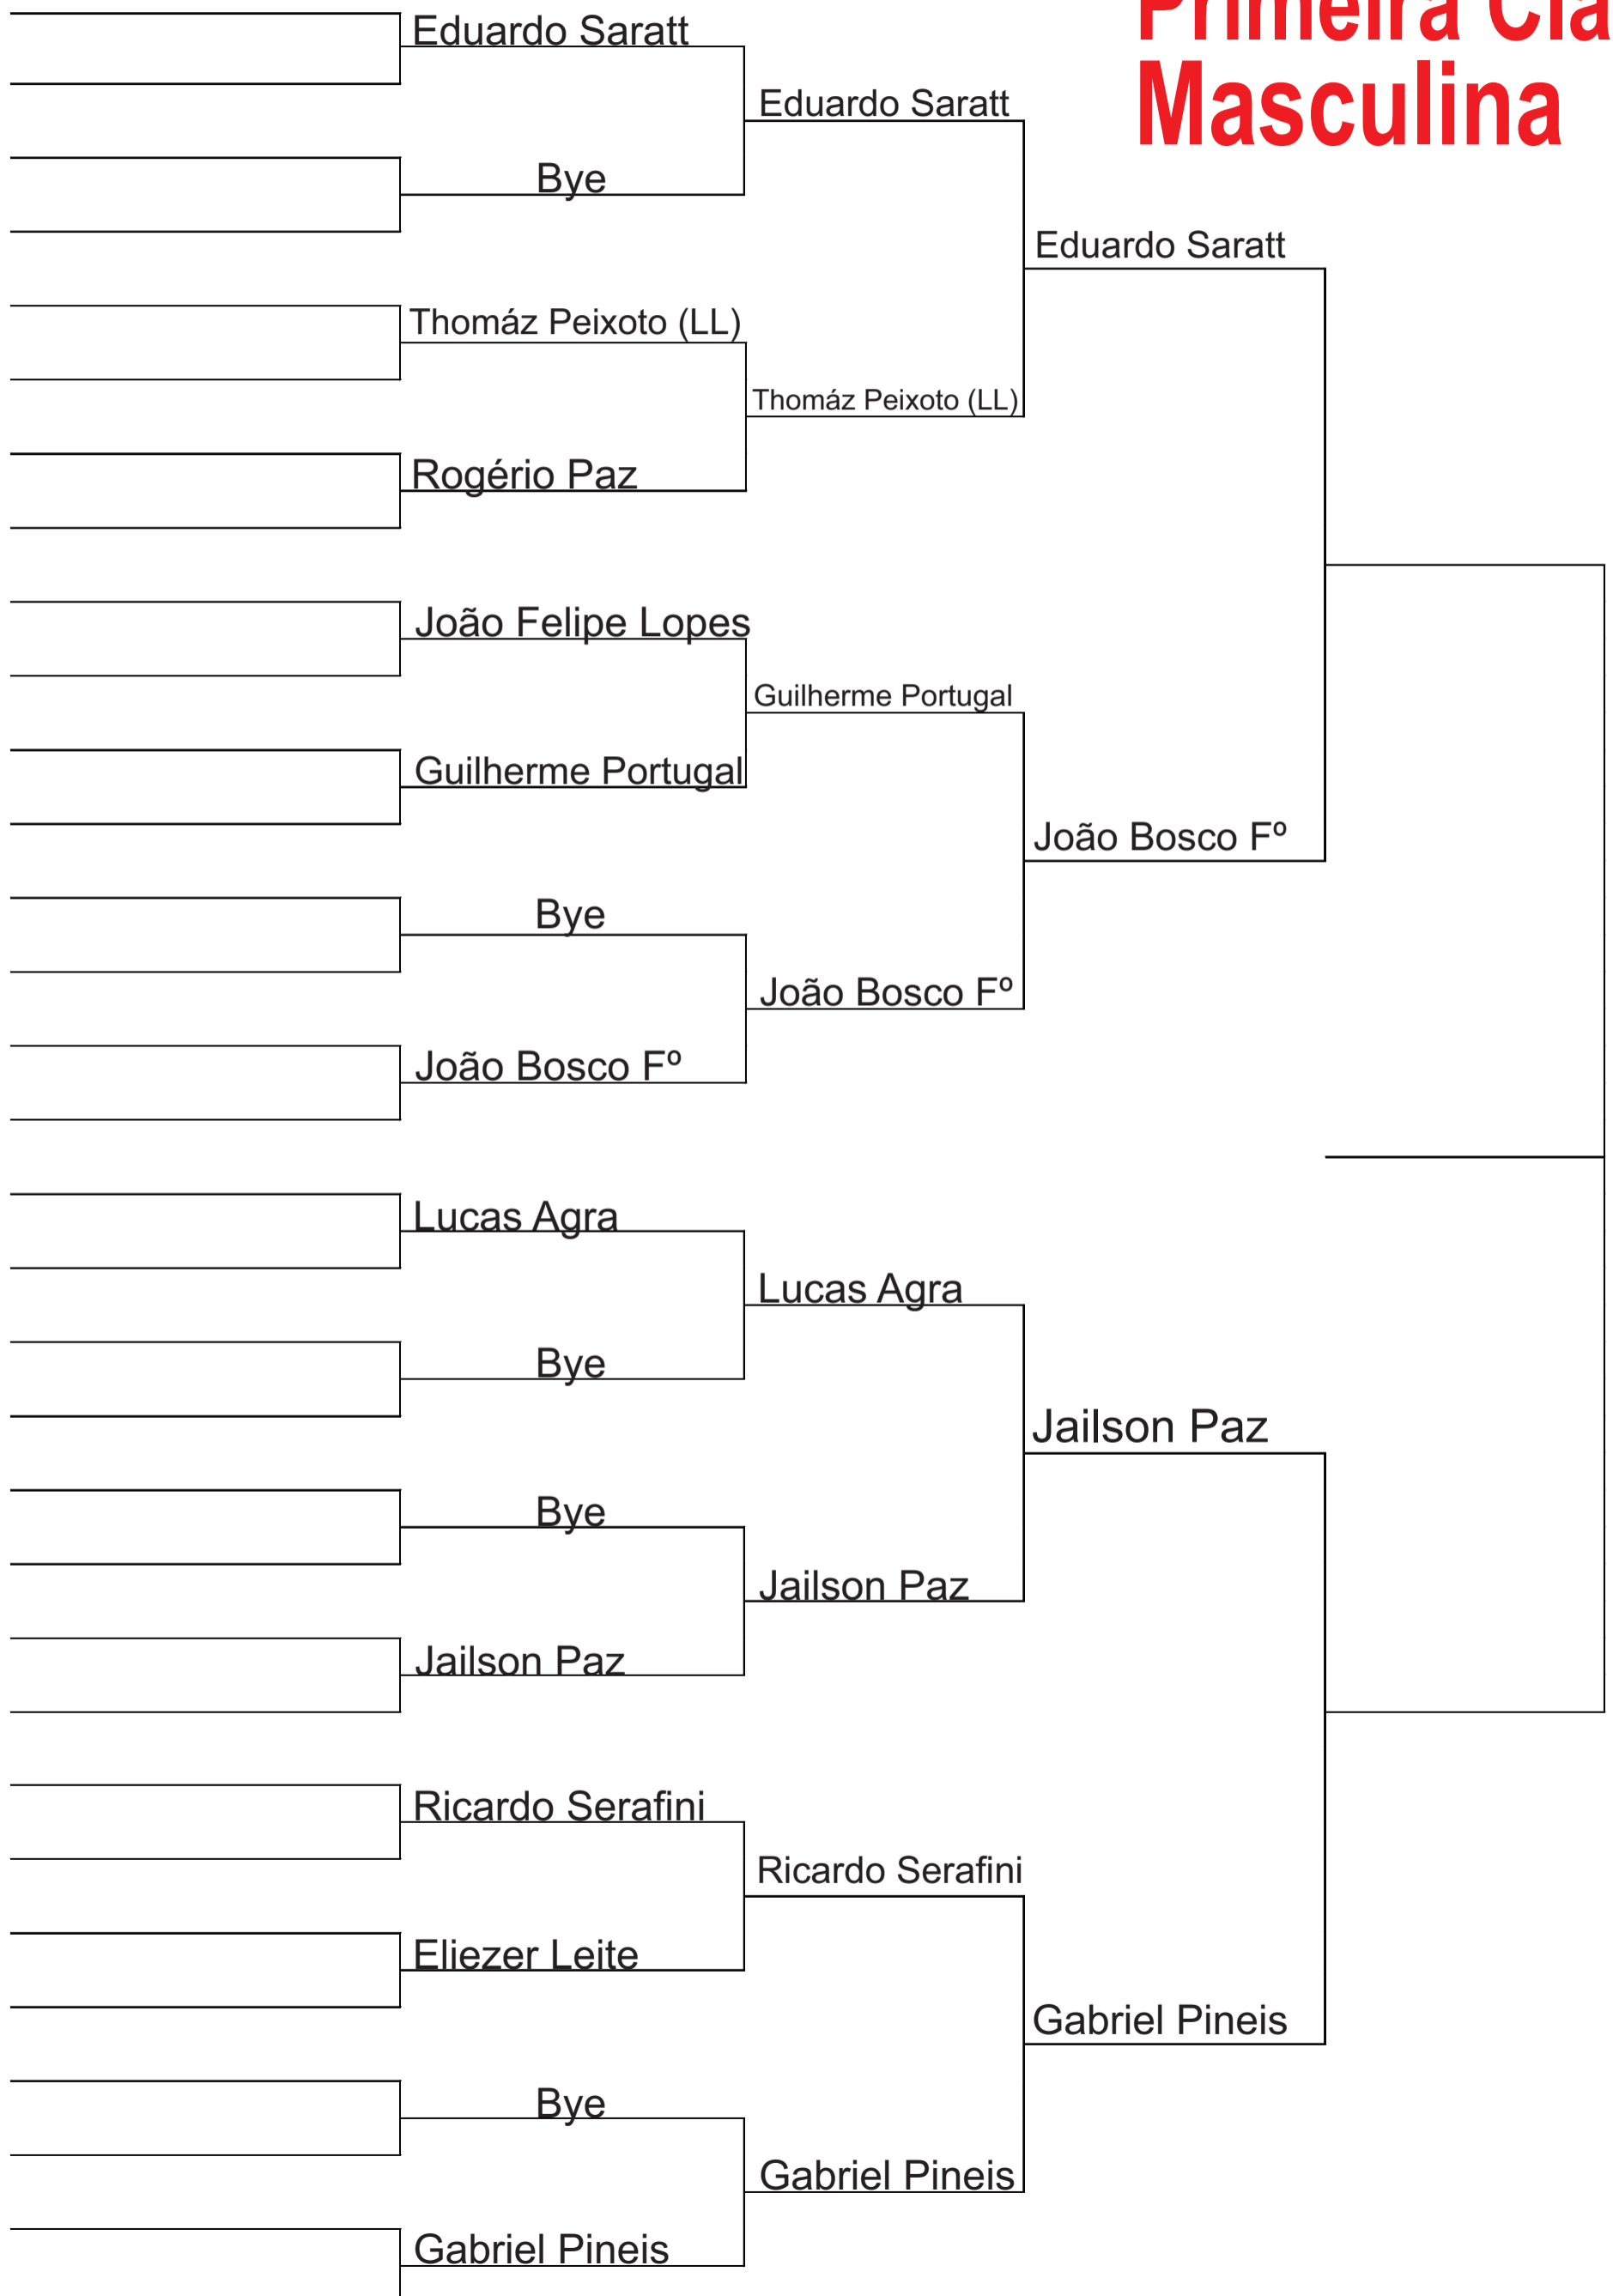 Primeira Cla
Masculina
Eduardo Saratt
Bye
Thomáz Peixoto (LL)
Rogério Paz
João Felipe Lopes
Guilherme Portugal
Bye
João Bosco Fº
Lucas Agra
Bye
Bye
Jailson Paz
Ricardo Serafini
Eliezer Leite
Bye
Gabriel Pineis
Eduardo Saratt
Thomáz Peixoto (LL)
Guilherme Portugal
João Bosco Fº
Lucas Agra
Jailson Paz
Ricardo Serafini
Gabriel Pineis
Eduardo Saratt
João Bosco Fº
Jailson Paz
Gabriel Pineis